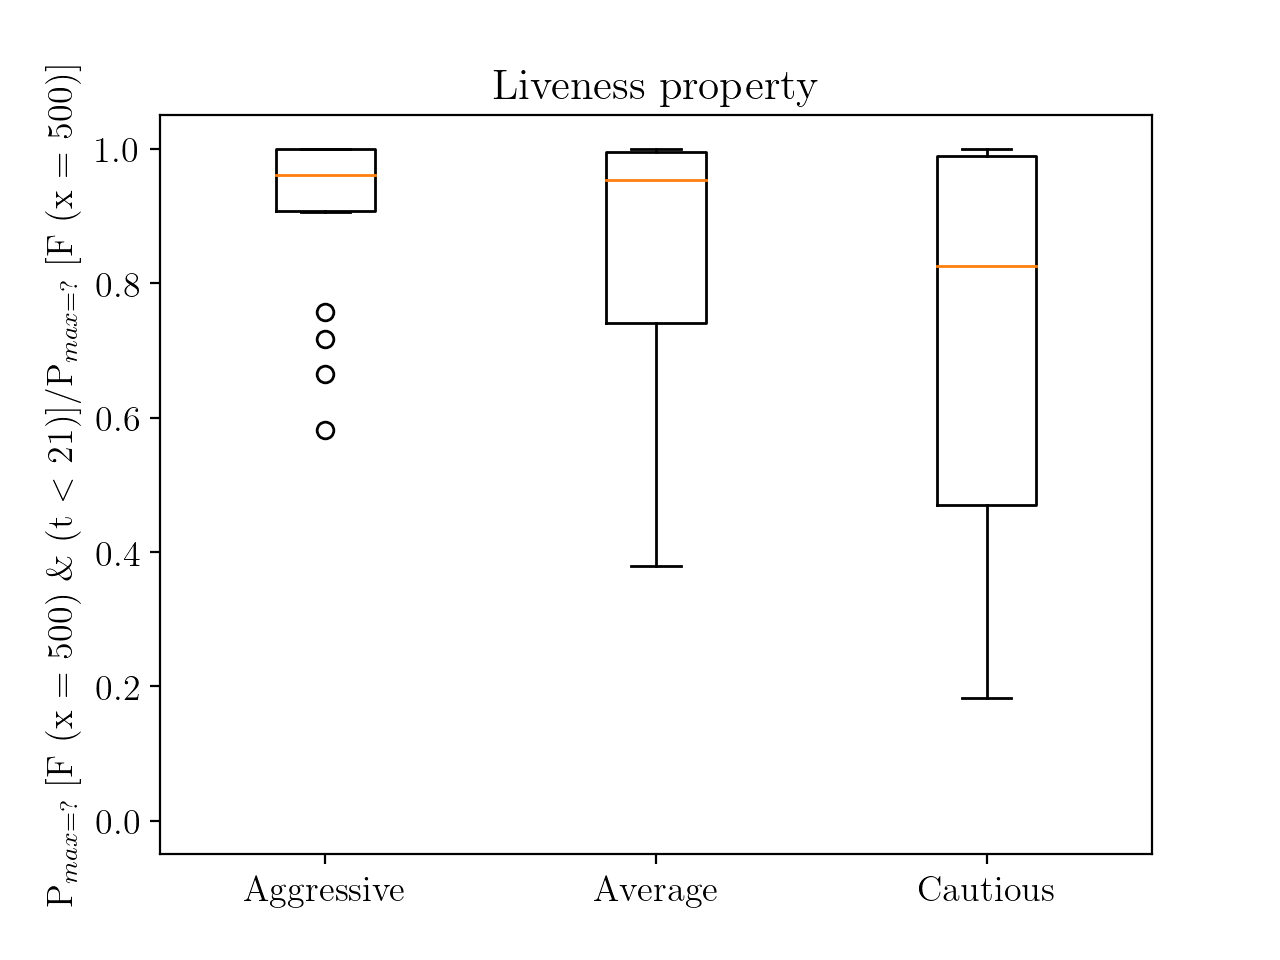 Liveness property
P_{max=?} [F (x = 500) & (t < 21)]/P_{max=?} [F (x = 500)]
1.0
0.8
0.6
0.4
0.2
0.0
Aggressive Average Cautious